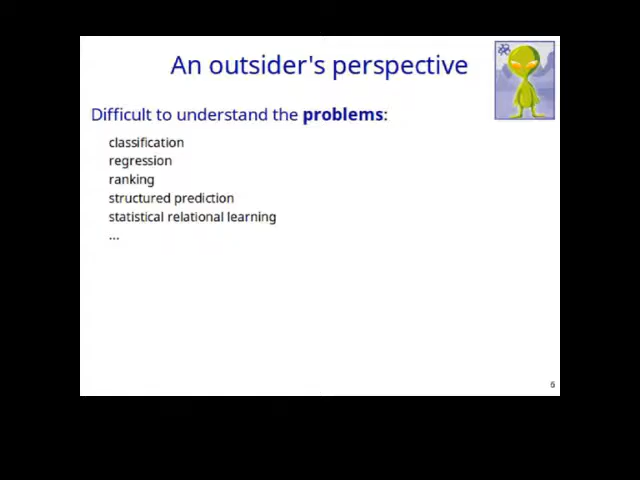 An outsider's perspective
Difficult to understand the problems:
classification
regression
ranking
structured prediction
statistical relational learning
...
6